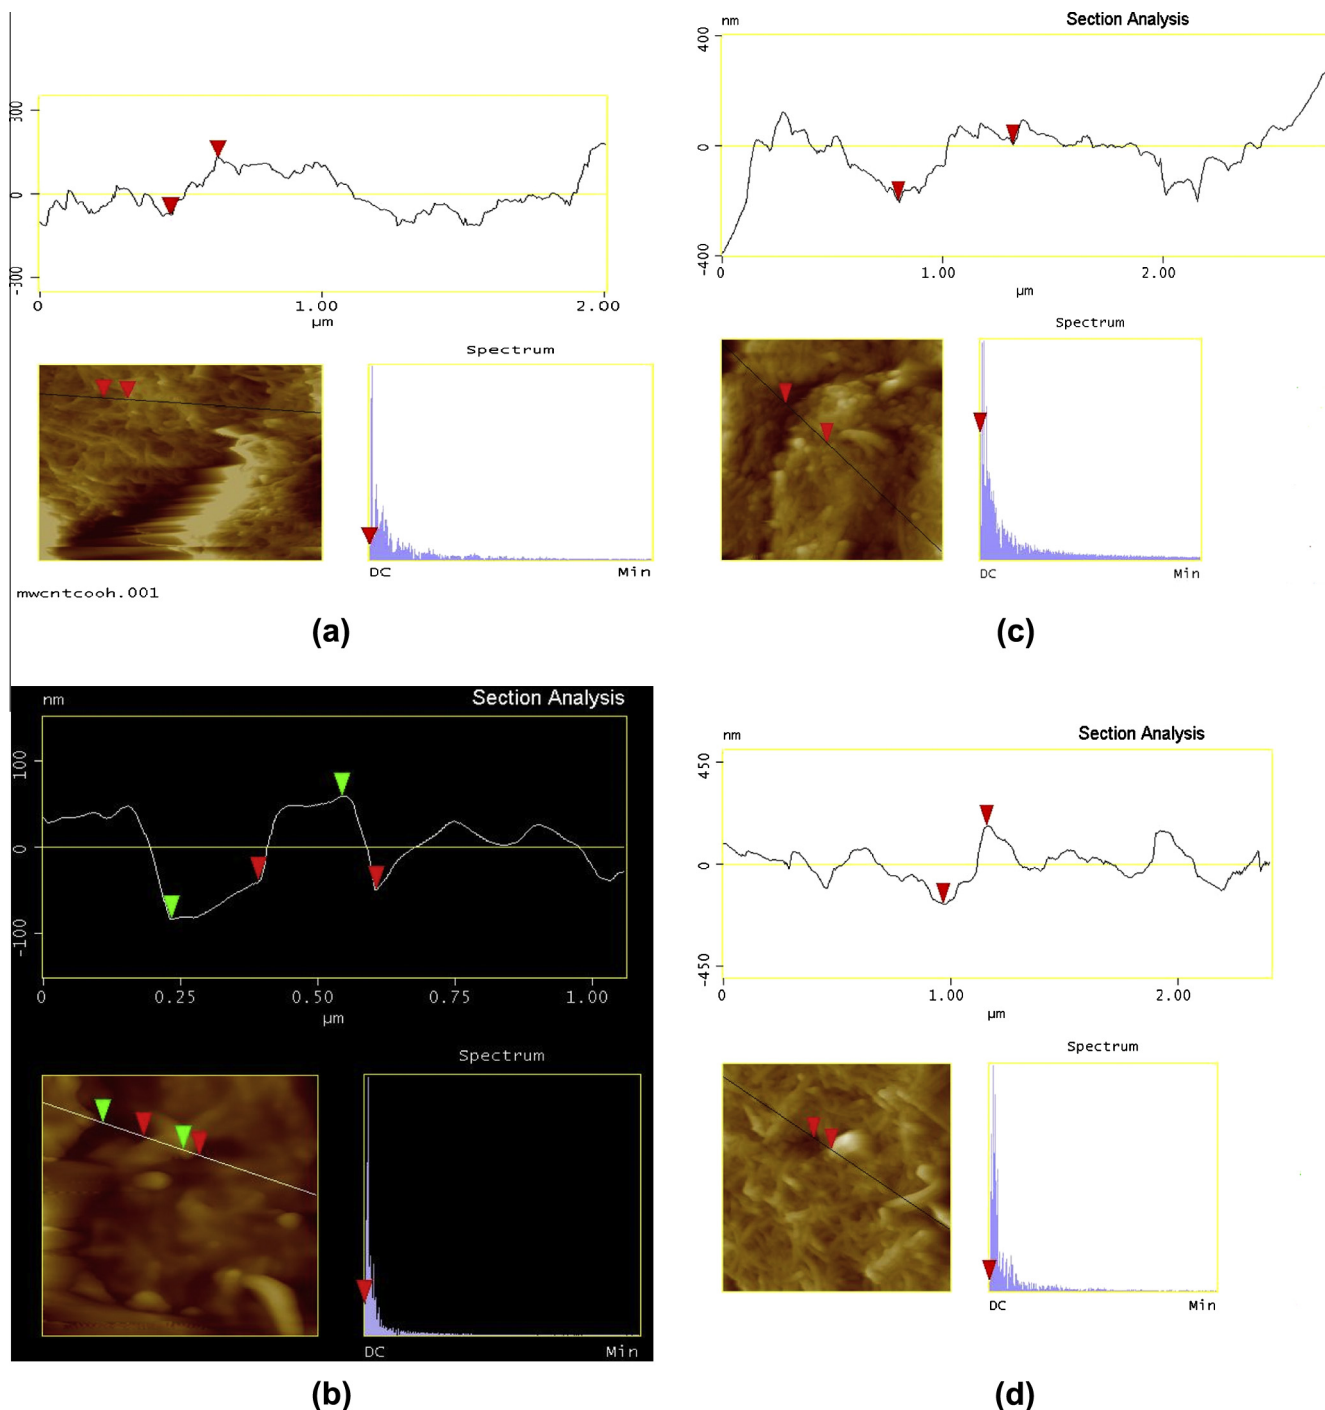 300
0
-300
0 1.00 2.00
µm
Spectrum
DC Min
mwcntcooh.001
(a)
nm Section Analysis
400
0
-400
0 1.00 2.00
µm
Spectrum
DC Min
(c)
nm Section Analysis
100
0
-100
0 0.25 0.50 0.75 1.00
µm
Spectrum
DC Min
(b)
nm Section Analysis
450
0
-450
0 1.00 2.00
µm
Spectrum
DC Min
(d)